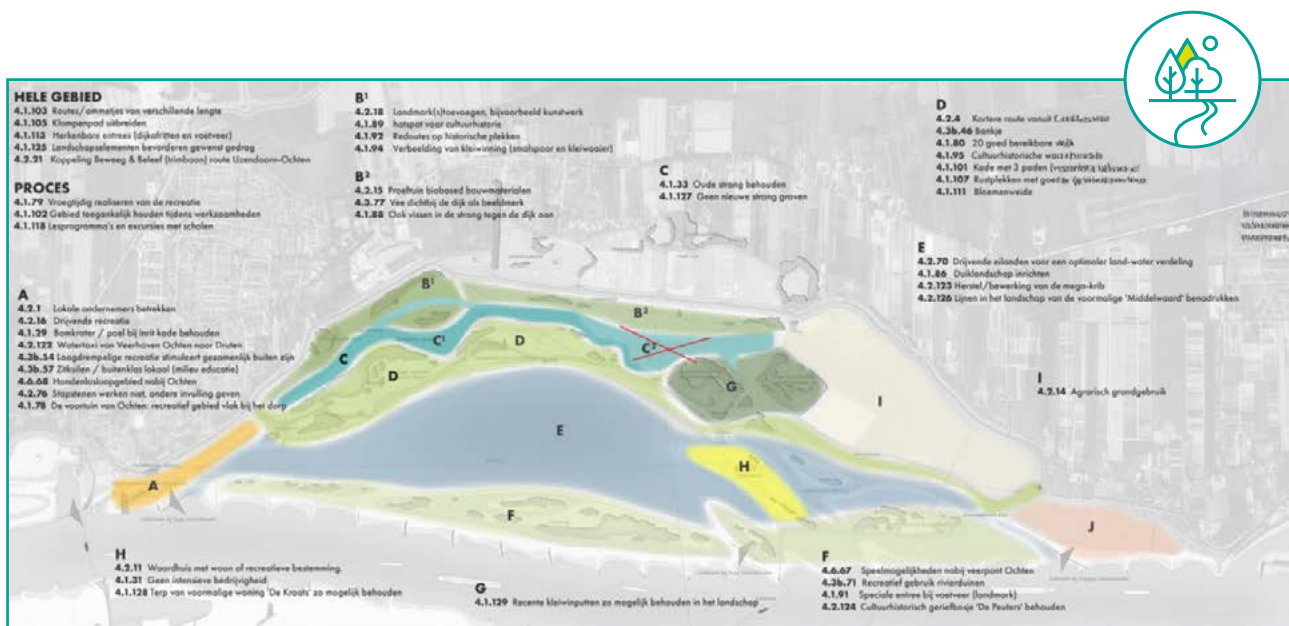 HELE GEBIED
4.1.103 Routes/ommetjes van verschillende lengte
4.1.105 Klompenpad uitbreiden
4.1.113 Herkenbare entrees (dijkafritten en voetveer)
4.1.125 Landschapselementen bevorderen gewenst gedrag
4.2.21 Koppeling Beweeg & Beleef (trimbaan) route IJzendoorn-Ochten
PROCES
4.1.79 Vroegtijdig realiseren van de recreatie
4.1.102 Gebied toegankelijk houden tijdens werkzaamheden
4.1.118 Lesprogramma's en excursies met scholen
B¹
4.2.18 Landmark(s) toevoegen, bijvoorbeeld kunstwerk
4.1.89 hotspot voor cultuurhistorie
4.1.92 Redoutes op historische plekken
4.1.94 Verbeelding van kleiwinning (smalspoor en kleiwaaier)
B²
4.2.15 Proeftuin biobased bouwmaterialen
4.3.77 Vee dichtbij de dijk als beeldmerk
4.1.88 Ook vissen in de strang tegen de dijk aan
C
4.1.33 Oude strang behouden
4.1.127 Geen nieuwe strang graven
D
4.2.4 Kortere route vanuit
4.3b.46 Bankje
4.1.80 20 goed bereikbare
4.1.95 Cultuurhistorische
4.1.101 Kade met 3 paden
4.1.107 Rustplekken met goede
4.1.111 Bloemenweide
E
4.2.70 Drijvende eilanden voor een optimaler land-water verdeling
4.1.86 Duiklandschap inrichten
4.2.123 Herstel/bewerking van de mega-krib
4.2.126 Lijnen in het landschap van de voormalige 'Middelwaard' benadrukken
A
4.2.1 Lokale ondernemers betrekken
4.2.16 Drijvende recreatie
4.1.29 Bomkrater / poel bij inrit kade behouden
4.2.122 Watertaxi van Veerhaven Ochten naar Druten
4.3b.54 Laagdrempelige recreatie stimuleert gezamenlijk buiten zijn
4.3b.57 Zitkuilen / buitenklas lokaal (milieu educatie)
4.6.68 Hondenlosloopgebied nabij Ochten
4.2.76 Stapstenen werken niet, andere invulling geven
4.1.78 De voortuin van Ochten: recreatief gebied vlak bij het dorp
I
4.2.14 Agrarisch grondgebruik
B¹
B²
C
C¹
C²
D
D
G
I
E
H
A
F
J
H
4.2.11 Waardhuis met woon of recreatieve bestemming.
4.1.31 Geen intensieve bedrijvigheid
4.1.128 Terp van voormalige woning 'De Kraats' zo mogelijk behouden
G
4.1.129 Recente kleiwinputten zo mogelijk behouden in het landschap
F
4.6.67 Speelmogelijkheden nabij veerpont Ochten
4.3b.71 Recreatief gebruik rivierduinen
4.1.91 Speciale entree bij voetveer (landmark)
4.2.124 Cultuurhistorisch geriefbosje 'De Peuters' behouden